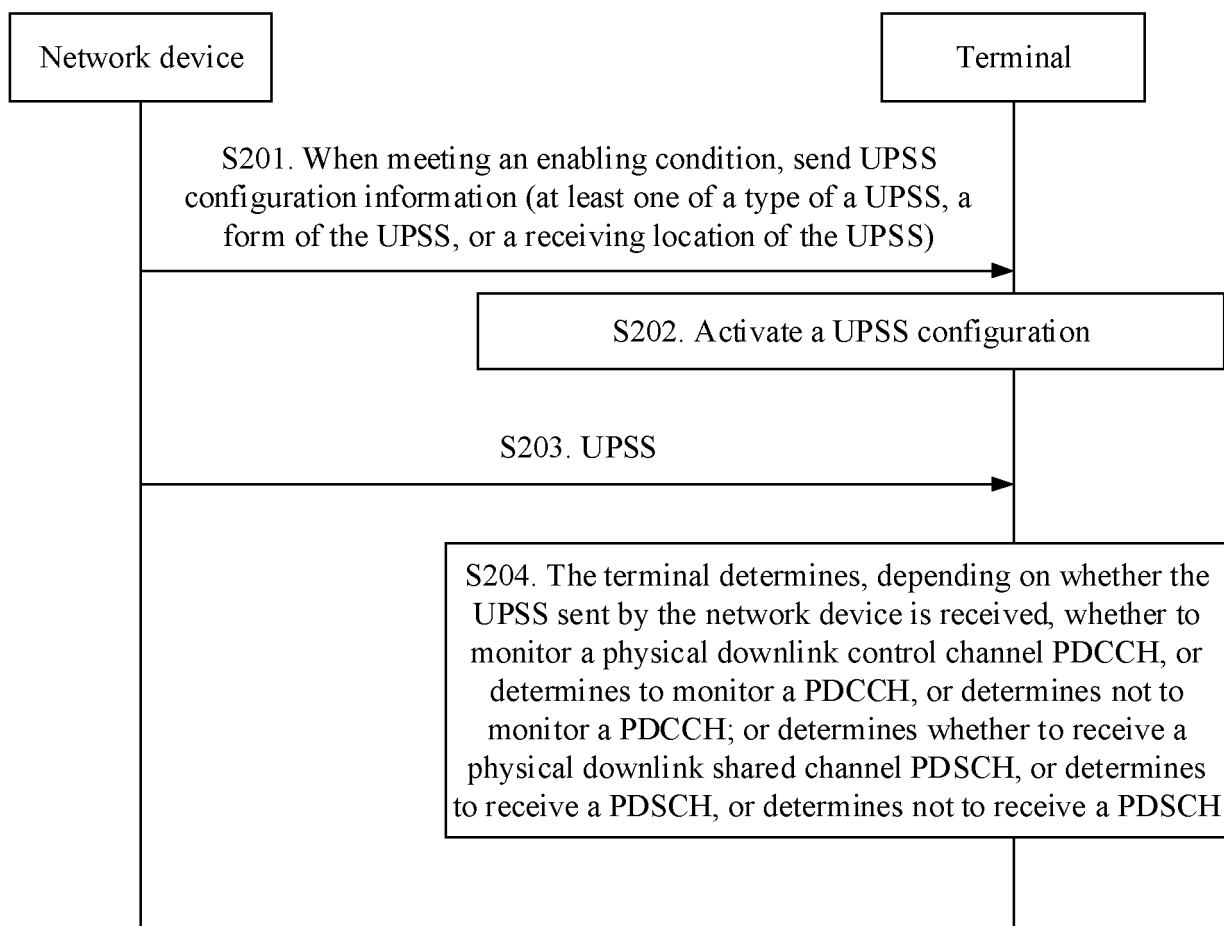 Network device
Terminal
S201. When meeting an enabling condition, send UPSS
configuration information (at least one of a type of a UPSS, a
form of the UPSS, or a receiving location of the UPSS)
S202. Activate a UPSS configuration
S203. UPSS
S204. The terminal determines, depending on whether the
UPSS sent by the network device is received, whether to
monitor a physical downlink control channel PDCCH, or
determines to monitor a PDCCH, or determines not to
monitor a PDCCH; or determines whether to receive a
physical downlink shared channel PDSCH, or determines
to receive a PDSCH, or determines not to receive a PDSCH